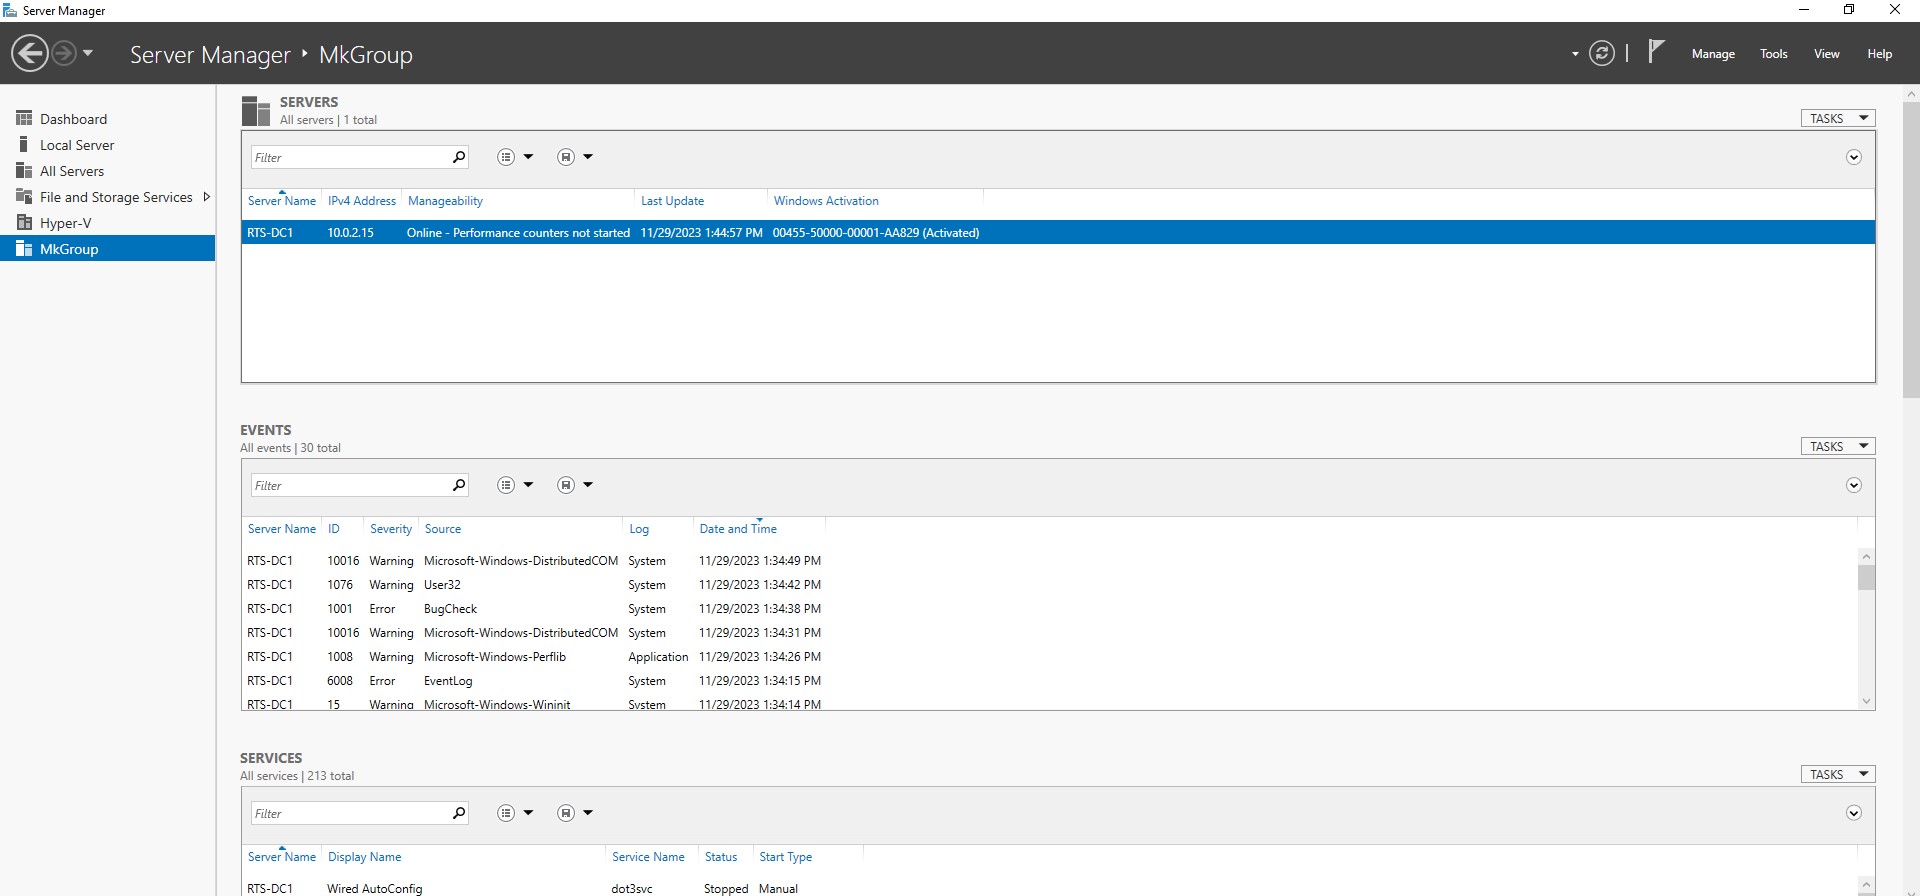 Server Manager
Server Manager ‣ MkGroup
Manage Tools View Help
Dashboard
Local Server
All Servers
File and Storage Services
Hyper-V
MkGroup
SERVERS
All servers | 1 total
TASKS
Filter
Server Name IPv4 Address Manageability Last Update Windows Activation
RTS-DC1 10.0.2.15 Online - Performance counters not started 11/29/2023 1:44:57 PM 00455-50000-00001-AA829 (Activated)
EVENTS
All events | 30 total
TASKS
Filter
Server Name ID Severity Source Log Date and Time
RTS-DC1 10016 Warning Microsoft-Windows-DistributedCOM System 11/29/2023 1:34:49 PM
RTS-DC1 1076 Warning User32 System 11/29/2023 1:34:42 PM
RTS-DC1 1001 Error BugCheck System 11/29/2023 1:34:38 PM
RTS-DC1 10016 Warning Microsoft-Windows-DistributedCOM System 11/29/2023 1:34:31 PM
RTS-DC1 1008 Warning Microsoft-Windows-Perflib Application 11/29/2023 1:34:26 PM
RTS-DC1 6008 Error EventLog System 11/29/2023 1:34:15 PM
RTS-DC1 15 Warning Microsoft-Windows-Wininit System 11/29/2023 1:34:14 PM
SERVICES
All services | 213 total
TASKS
Filter
Server Name Display Name Service Name Status Start Type
RTS-DC1 Wired AutoConfig dot3svc Stopped Manual